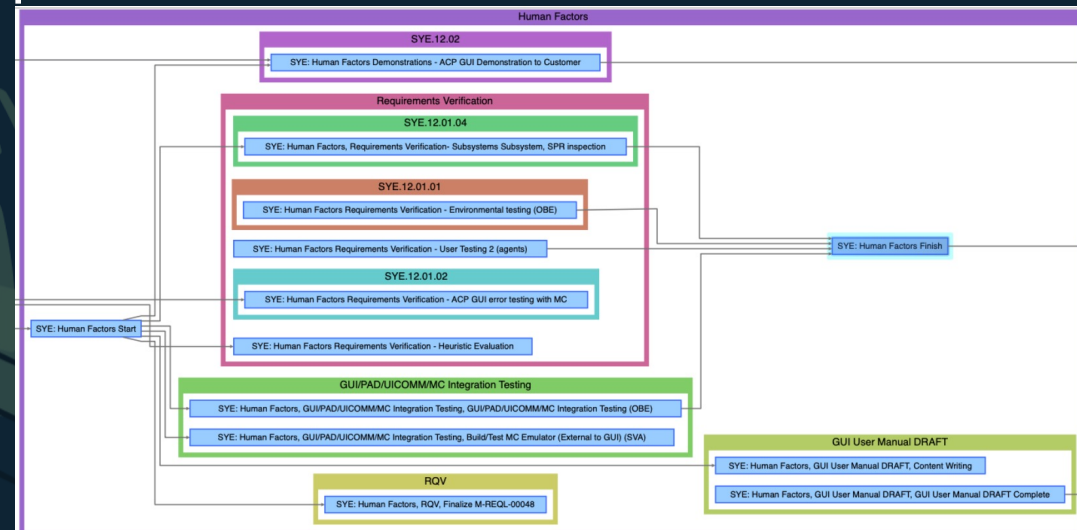 Human Factors
SYE.12.02
SYE: Human Factors Demonstrations - ACP GUI Demonstration to Customer
Requirements Verification
SYE.12.01.04
SYE: Human Factors, Requirements Verification- Subsystems Subsystem, SPR inspection
SYE.12.01.01
SYE: Human Factors Requirements Verification - Environmental testing (OBE)
SYE: Human Factors Requirements Verification - User Testing 2 (agents)
SYE: Human Factors Finish
SYE.12.01.02
SYE: Human Factors Requirements Verification - ACP GUI error testing with MC
SYE: Human Factors Start
SYE: Human Factors Requirements Verification - Heuristic Evaluation
GUI/PAD/UICOMM/MC Integration Testing
SYE: Human Factors, GUI/PAD/UICOMM/MC Integration Testing, GUI/PAD/UICOMM/MC Integration Testing (OBE)
SYE: Human Factors, GUI/PAD/UICOMM/MC Integration Testing, Build/Test MC Emulator (External to GUI) (SVA)
GUI User Manual DRAFT
SYE: Human Factors, GUI User Manual DRAFT, Content Writing
SYE: Human Factors, GUI User Manual DRAFT, GUI User Manual DRAFT Complete
RQV
SYE: Human Factors, RQV, Finalize M-REQL-00048